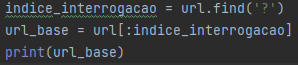 indice_interrogacao = url.find('?')
url_base = url[:indice_interrogacao]
print(url_base)